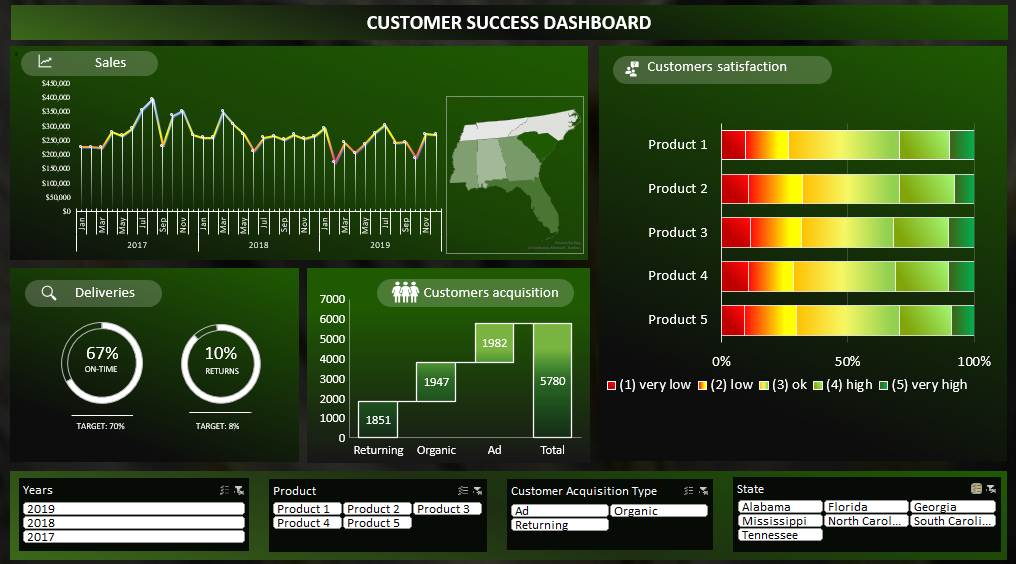 CUSTOMER SUCCESS DASHBOARD
Sales
$450,000
$400,000
$350,000
$300,000
$250,000
$200,000
$150,000
$100,000
$50,000
$0
Jan Mar May Jul Sep Nov Jan Mar May Jul Sep Nov Jan Mar May Jul Sep Nov
2017 2018 2019
Customers satisfaction
Product 1
Product 2
Product 3
Product 4
Product 5
0% 50% 100%
(1) very low (2) low (3) ok (4) high (5) very high
Deliveries
67%
ON-TIME
TARGET: 70%
10%
RETURNS
TARGET: 8%
Customers acquisition
7000
6000
5000
4000
3000
2000
1000
0
1851
1947
1982
5780
Returning Organic Ad Total
Years
2019
2018
2017
Product
Product 1 Product 2 Product 3
Product 4 Product 5
Customer Acquisition Type
Ad Organic
Returning
State
Alabama Florida Georgia
Mississippi North Carol... South Caroli...
Tennessee